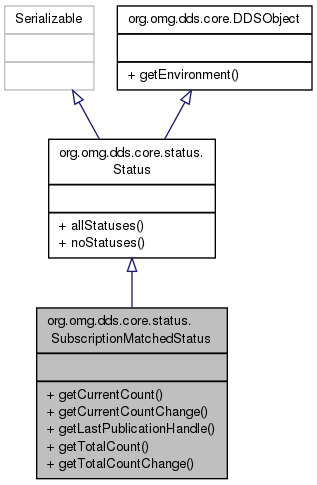 Serializable
org.omg.dds.core.DDSObject
+ getEnvironment()
org.omg.dds.core.status.
Status
+ allStatuses()
+ noStatuses()
org.omg.dds.core.status.
SubscriptionMatchedStatus
+ getCurrentCount()
+ getCurrentCountChange()
+ getLastPublicationHandle()
+ getTotalCount()
+ getTotalCountChange()